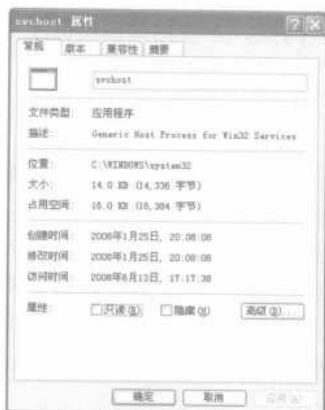 svchost 属性
常规 版本 兼容性 摘要
svchost
文件类型: 应用程序
描述: Generic Host Process for Win32 Services
位置: C:\WINDOWS\system32
大小: 14.0 KB (14,336 字节)
占用空间: 16.0 KB (16,384 字节)
创建时间: 2008年1月25日, 20:08:08
修改时间: 2008年1月25日, 20:08:08
访问时间: 2008年6月13日, 17:17:38
属性: 只读(R) 隐藏(H) 高级(D)...
确定 取消 应用(A)